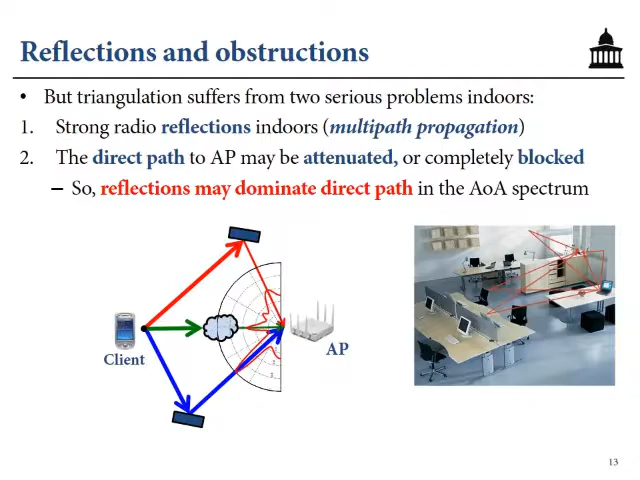 Reflections and obstructions
• But triangulation suffers from two serious problems indoors:
1. Strong radio reflections indoors (multipath propagation)
2. The direct path to AP may be attenuated, or completely blocked
– So, reflections may dominate direct path in the AoA spectrum
Client
AP
13